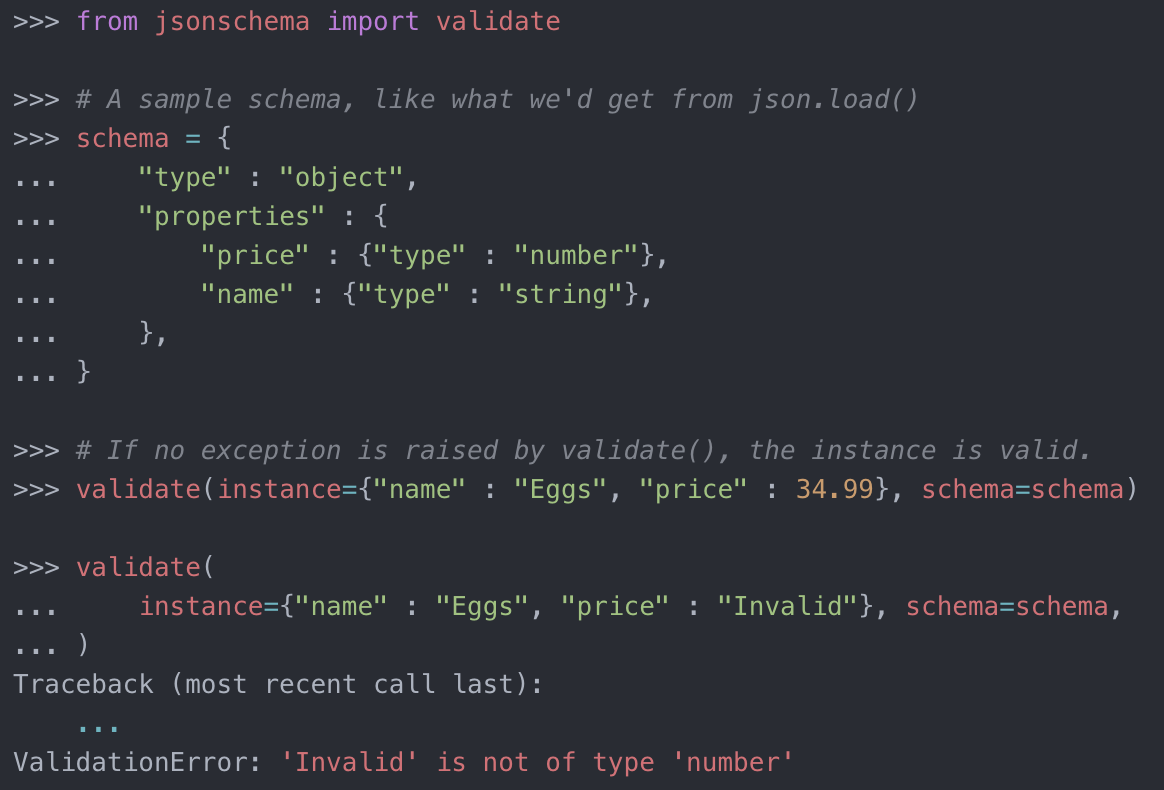 >>> from jsonschema import validate

>>> # A sample schema, like what we'd get from json.load()
>>> schema = {
...     "type" : "object",
...     "properties" : {
...         "price" : {"type" : "number"},
...         "name" : {"type" : "string"},
...     },
... }

>>> # If no exception is raised by validate(), the instance is valid.
>>> validate(instance={"name" : "Eggs", "price" : 34.99}, schema=schema)

>>> validate(
...     instance={"name" : "Eggs", "price" : "Invalid"}, schema=schema,
... )
Traceback (most recent call last):
    ...
ValidationError: 'Invalid' is not of type 'number'